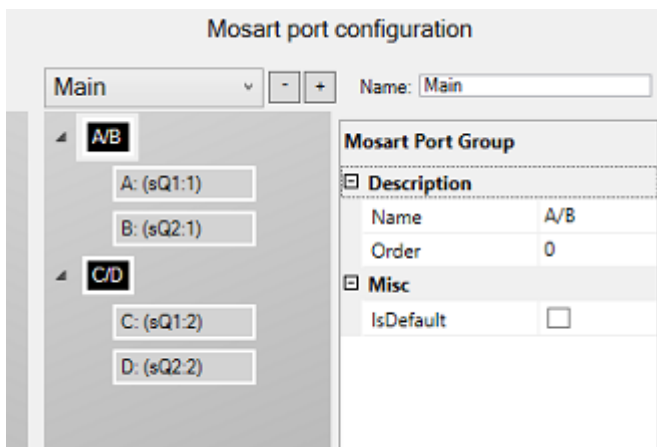 Mosart port configuration
Main
-
+
Name: Main
A/B
A: (sQ1:1)
B: (sQ2:1)
C/D
C: (sQ1:2)
D: (sQ2:2)
Mosart Port Group
Description
Name A/B
Order 0
Misc
IsDefault